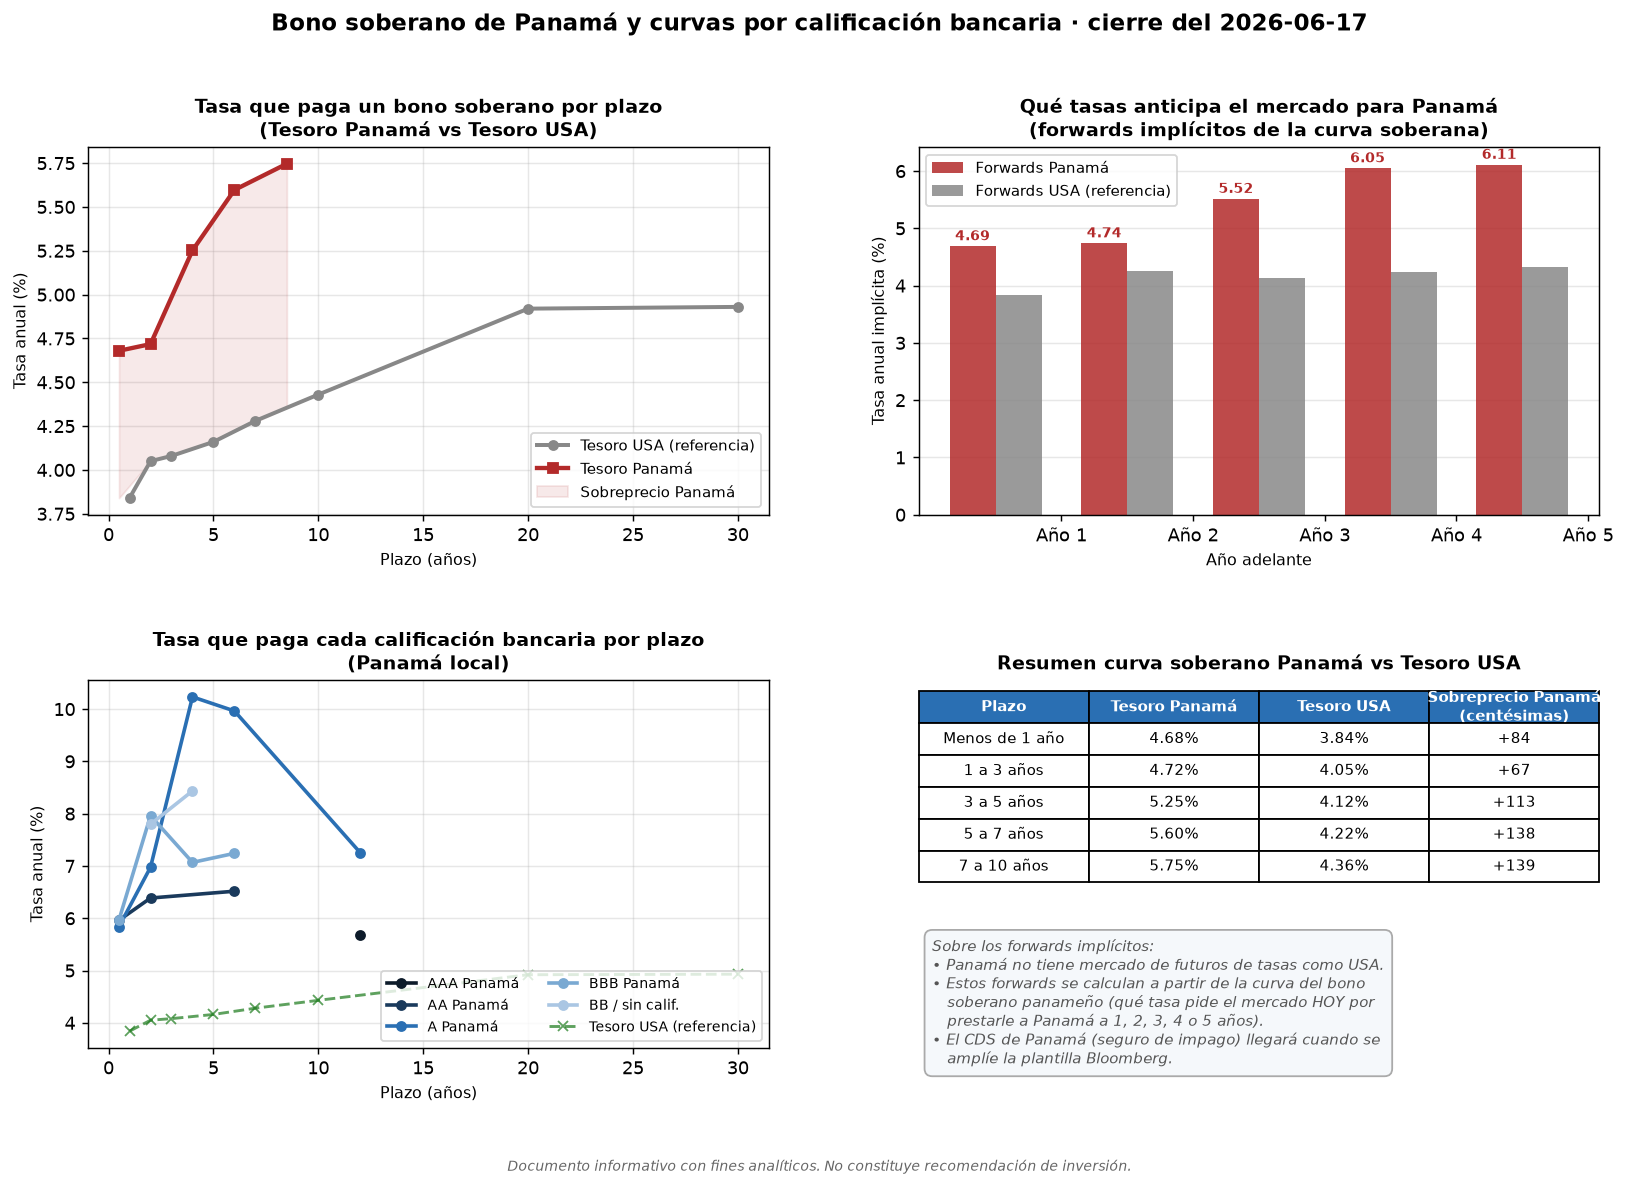 Bono soberano de Panamá y curvas por calificación bancaria · cierre del 2026-06-17
Tasa que paga un bono soberano por plazo
(Tesoro Panamá vs Tesoro USA)
Tasa anual (%)
5.75
5.50
5.25
5.00
4.75
4.50
4.25
4.00
3.75
0 5 10 15 20 25 30
Plazo (años)
Tesoro USA (referencia)
Tesoro Panamá
Sobreprecio Panamá
Qué tasas anticipa el mercado para Panamá
(forwards implícitos de la curva soberana)
Tasa anual implícita (%)
6
5
4
3
2
1
0
Forwards Panamá
Forwards USA (referencia)
4.69 4.74 5.52 6.05 6.11
Año 1 Año 2 Año 3 Año 4 Año 5
Año adelante
Tasa que paga cada calificación bancaria por plazo
(Panamá local)
Tasa anual (%)
10
9
8
7
6
5
4
0 5 10 15 20 25 30
Plazo (años)
AAA Panamá
AA Panamá
A Panamá
BBB Panamá
BB / sin calif.
Tesoro USA (referencia)
Resumen curva soberano Panamá vs Tesoro USA
Plazo Tesoro Panamá Tesoro USA Sobreprecio Panamá
(centésimas)
Menos de 1 año 4.68% 3.84% +84
1 a 3 años 4.72% 4.05% +67
3 a 5 años 5.25% 4.12% +113
5 a 7 años 5.60% 4.22% +138
7 a 10 años 5.75% 4.36% +139
Sobre los forwards implícitos:
• Panamá no tiene mercado de futuros de tasas como USA.
• Estos forwards se calculan a partir de la curva del bono
soberano panameño (qué tasa pide el mercado HOY por
prestarle a Panamá a 1, 2, 3, 4 o 5 años).
• El CDS de Panamá (seguro de impago) llegará cuando se
amplíe la plantilla Bloomberg.
Documento informativo con fines analíticos. No constituye recomendación de inversión.